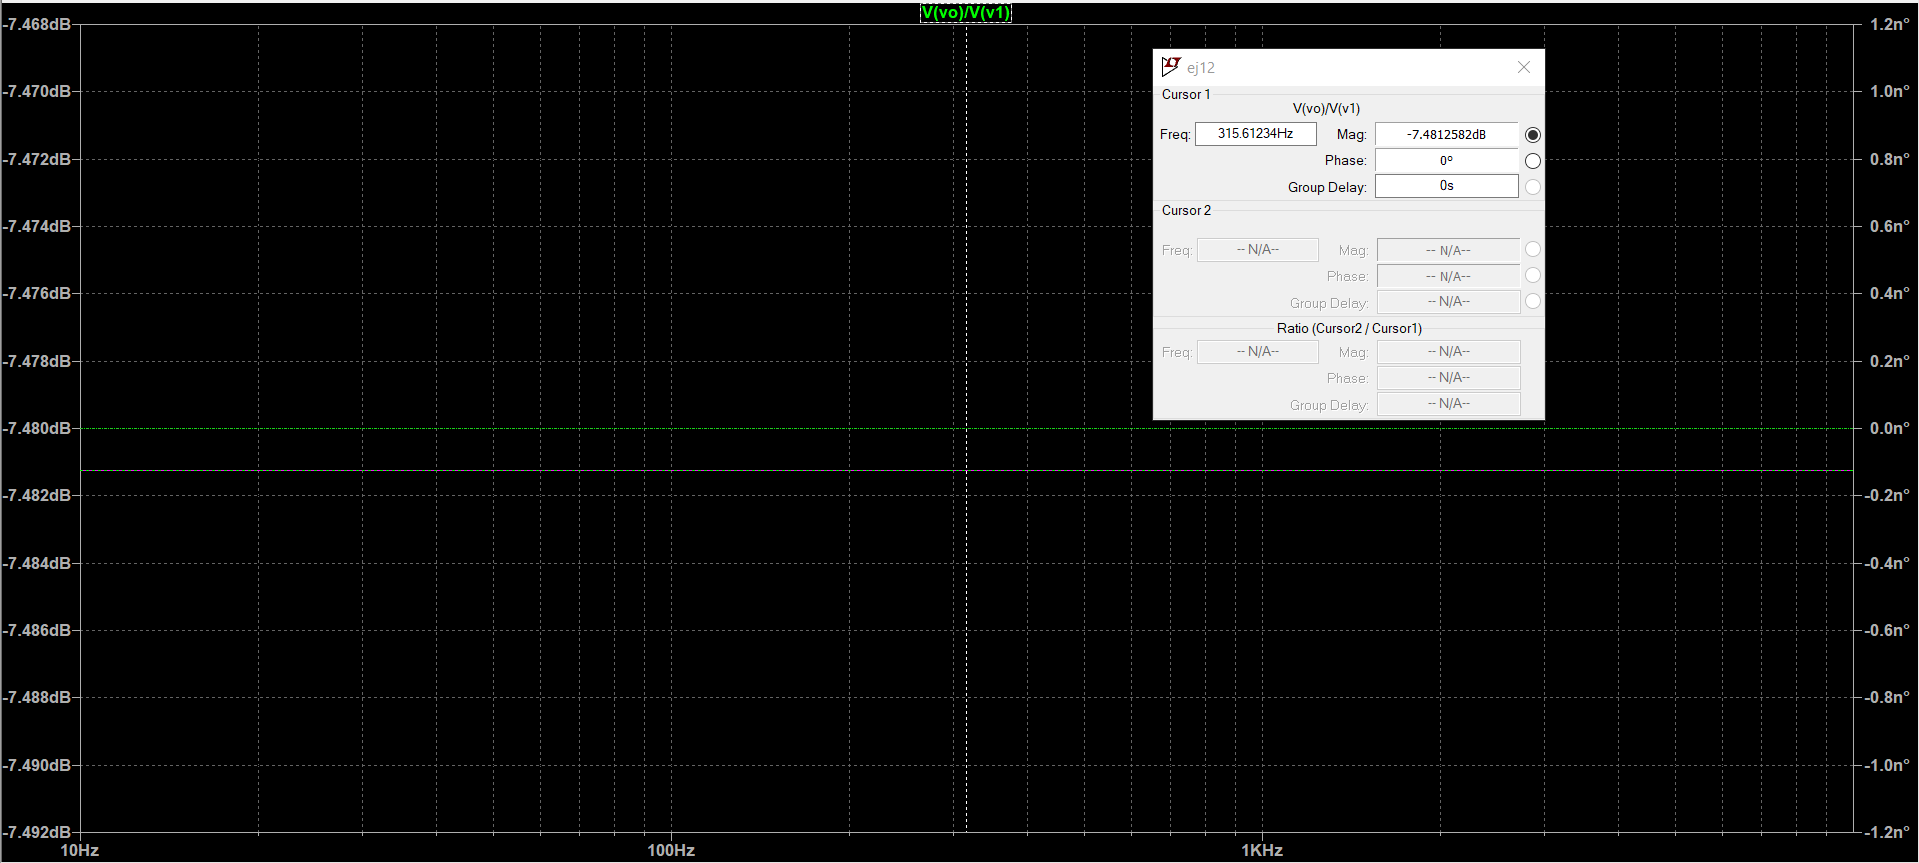 V(vo)/V(v1)
-7.468dB
-7.470dB
-7.472dB
-7.474dB
-7.476dB
-7.478dB
-7.480dB
-7.482dB
-7.484dB
-7.486dB
-7.488dB
-7.490dB
-7.492dB
1.2n°
1.0n°
0.8n°
0.6n°
0.4n°
0.2n°
0.0n°
-0.2n°
-0.4n°
-0.6n°
-0.8n°
-1.0n°
-1.2n°
10Hz 100Hz 1KHz
ej12
Cursor 1
V(vo)/V(v1)
Freq: 315.61234Hz Mag: -7.4812582dB
Phase: 0°
Group Delay: 0s
Cursor 2
Freq: -- N/A-- Mag: -- N/A--
Phase: -- N/A--
Group Delay: -- N/A--
Ratio (Cursor2 / Cursor1)
Freq: -- N/A-- Mag: -- N/A--
Phase: -- N/A--
Group Delay: -- N/A--